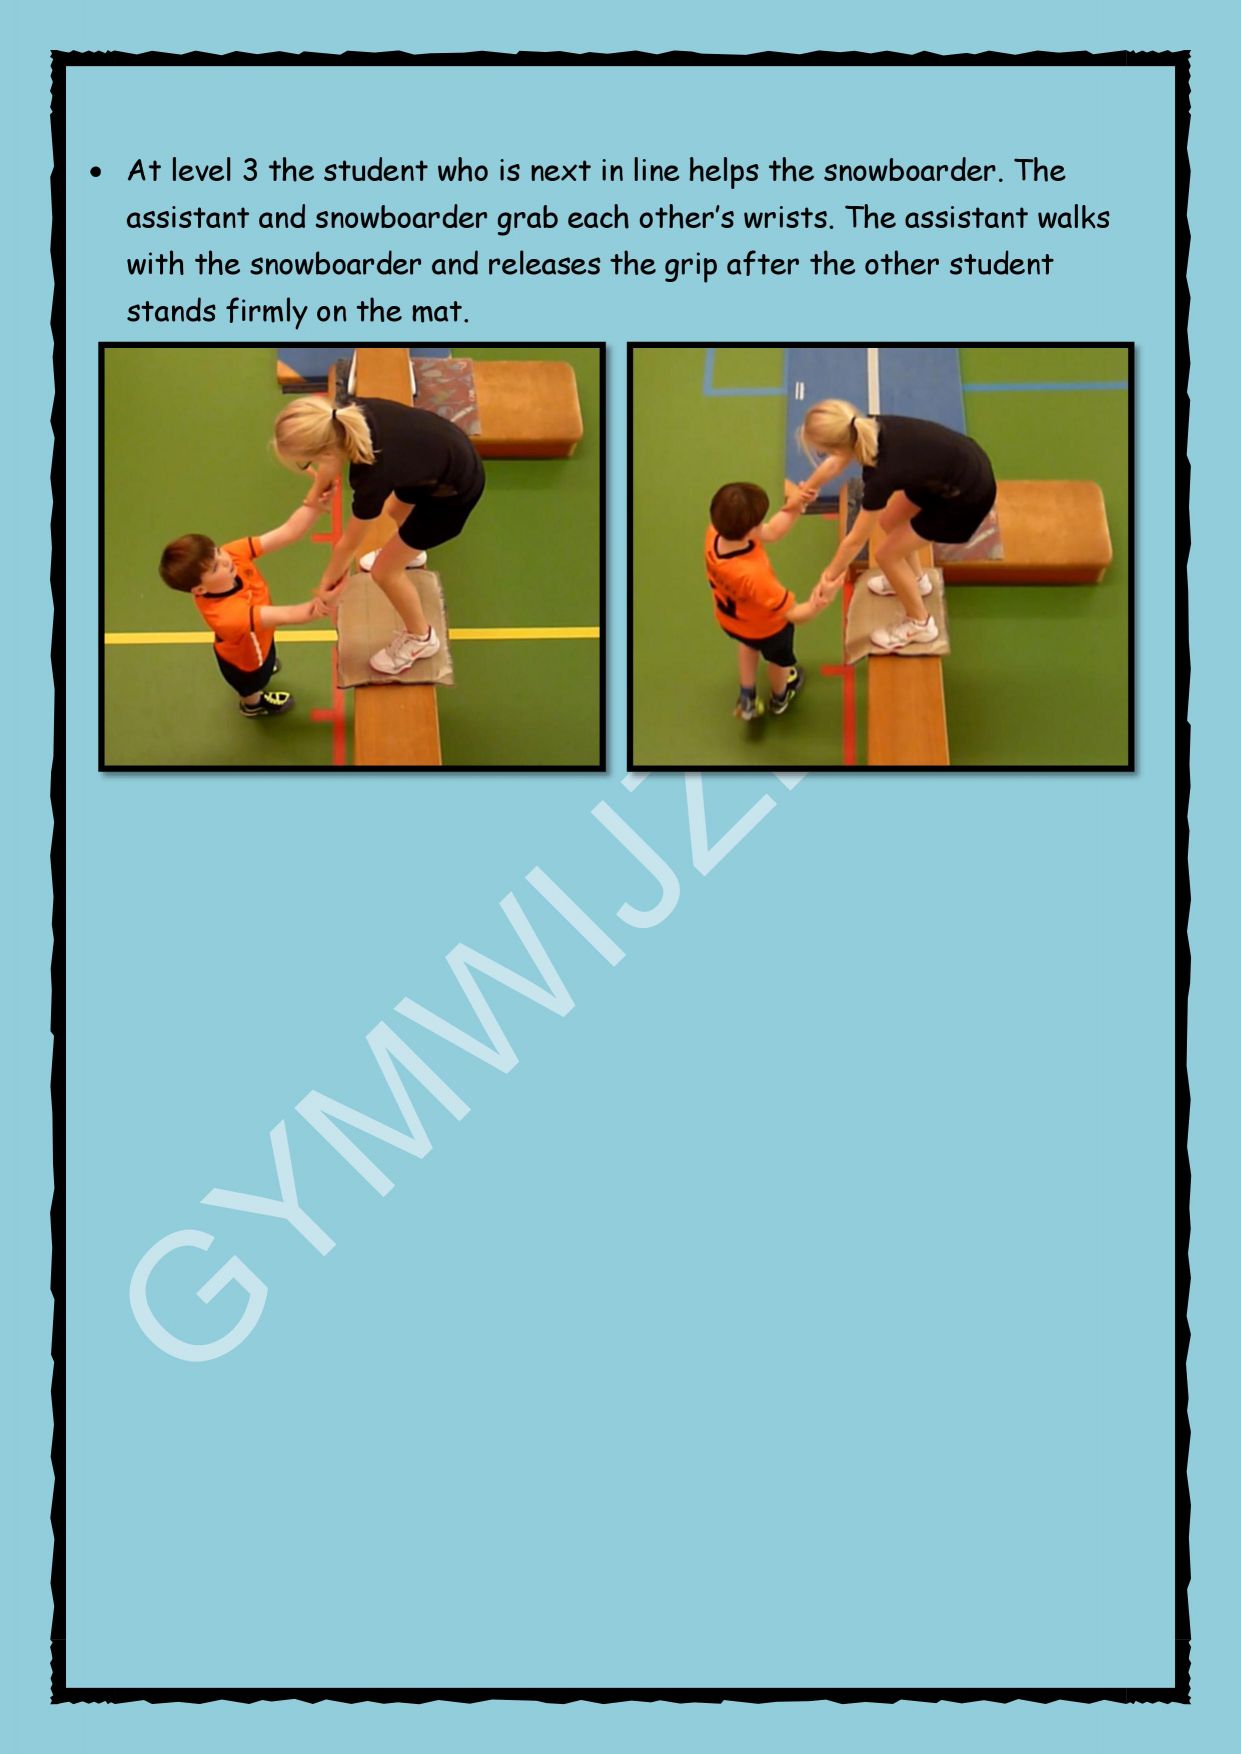 • At level 3 the student who is next in line helps the snowboarder. The
assistant and snowboarder grab each other’s wrists. The assistant walks
with the snowboarder and releases the grip after the other student
stands firmly on the mat.